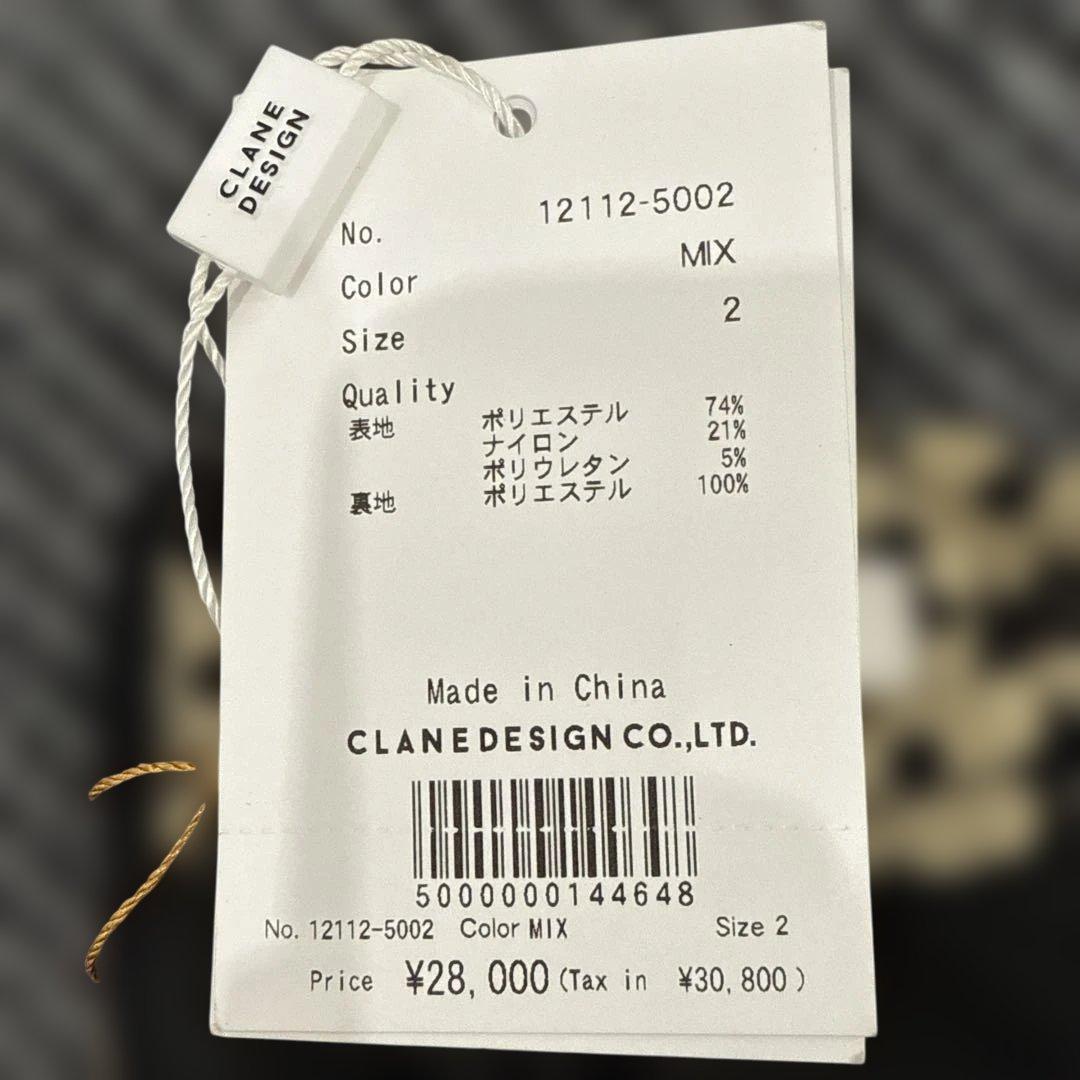 CLANE
DESIGN
No. 12112-5002
Color MIX
Size 2
Quality
表地 ポリエステル 74%
ナイロン 21%
ポリウレタン 5%
裏地 ポリエステル 100%
Made in China
CLANEDESIGN CO.,LTD.
5000000144648
No. 12112-5002 Color MIX Size 2
Price ¥28,000 (Tax in ¥30,800)